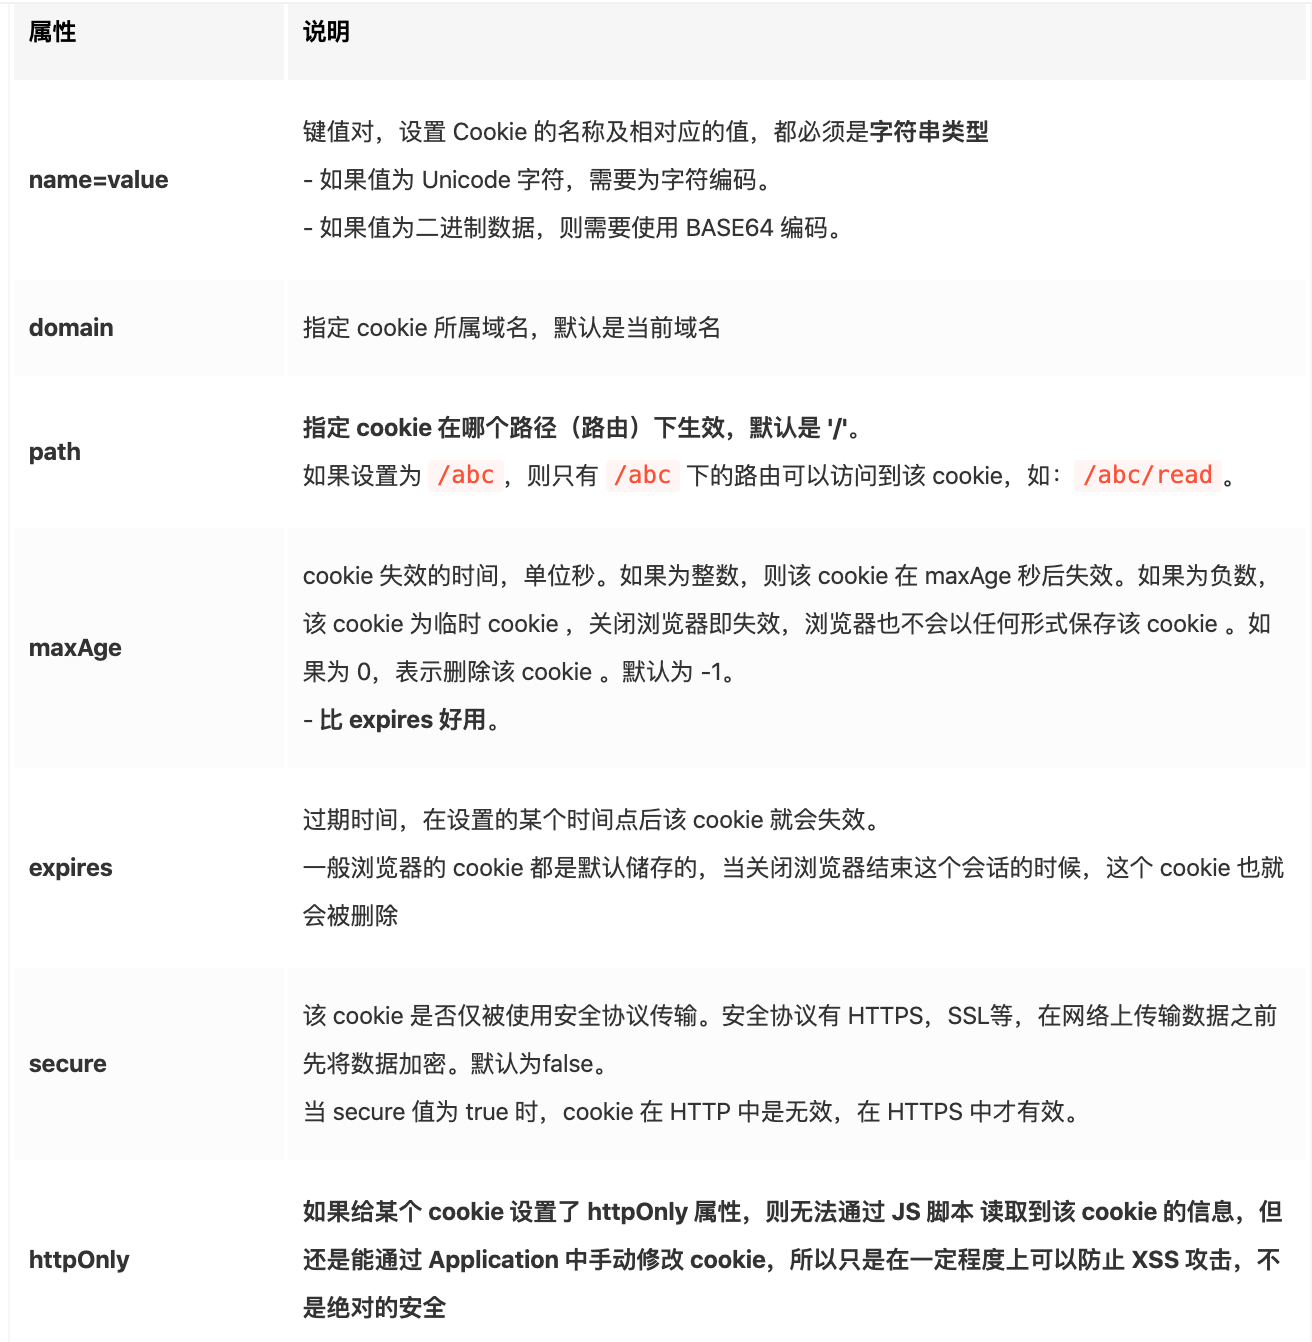 属性 说明
键值对，设置 Cookie 的名称及相对应的值，都必须是字符串类型
name=value
- 如果值为 Unicode 字符，需要为字符编码。
- 如果值为二进制数据，则需要使用 BASE64 编码。
domain 指定 cookie 所属域名，默认是当前域名
指定 cookie 在哪个路径（路由）下生效，默认是 '/'。
path
如果设置为 /abc ，则只有 /abc 下的路由可以访问到该 cookie，如： /abc/read 。
cookie 失效的时间，单位秒。如果为整数，则该 cookie 在 maxAge 秒后失效。如果为负数，
该 cookie 为临时 cookie ，关闭浏览器即失效，浏览器也不会以任何形式保存该 cookie 。如
maxAge
果为 0，表示删除该 cookie 。默认为 -1。
- 比 expires 好用。
过期时间，在设置的某个时间点后该 cookie 就会失效。
expires 一般浏览器的 cookie 都是默认储存的，当关闭浏览器结束这个会话的时候，这个 cookie 也就
会被删除
该 cookie 是否仅被使用安全协议传输。安全协议有 HTTPS，SSL等，在网络上传输数据之前
secure 先将数据加密。默认为false。
当 secure 值为 true 时，cookie 在 HTTP 中是无效，在 HTTPS 中才有效。
如果给某个 cookie 设置了 httpOnly 属性，则无法通过 JS 脚本 读取到该 cookie 的信息，但
httpOnly 还是能通过 Application 中手动修改 cookie，所以只是在一定程度上可以防止 XSS 攻击，不
是绝对的安全